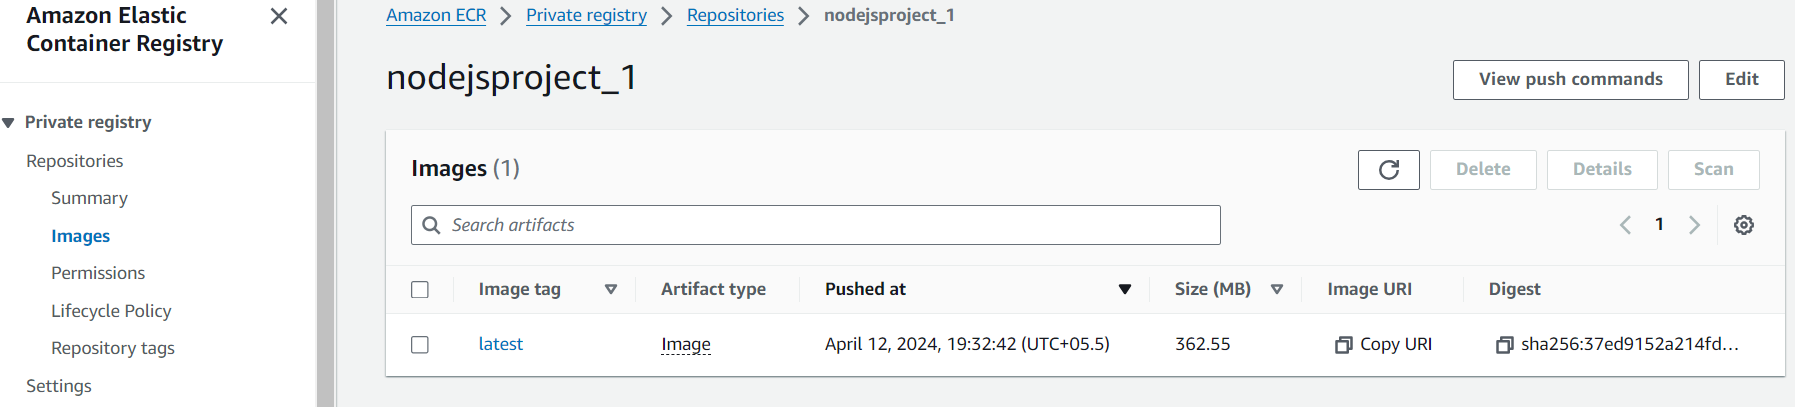 Amazon Elastic
Container Registry
Private registry
Repositories
Summary
Images
Permissions
Lifecycle Policy
Repository tags
Settings
Amazon ECR Private registry Repositories nodejsproject_1
nodejsproject_1
View push commands Edit
Images (1)
Delete Details Scan
Search artifacts
1
Image tag Artifact type Pushed at Size (MB) Image URI Digest
latest Image April 12, 2024, 19:32:42 (UTC+05.5) 362.55 Copy URI sha256:37ed9152a214fd...